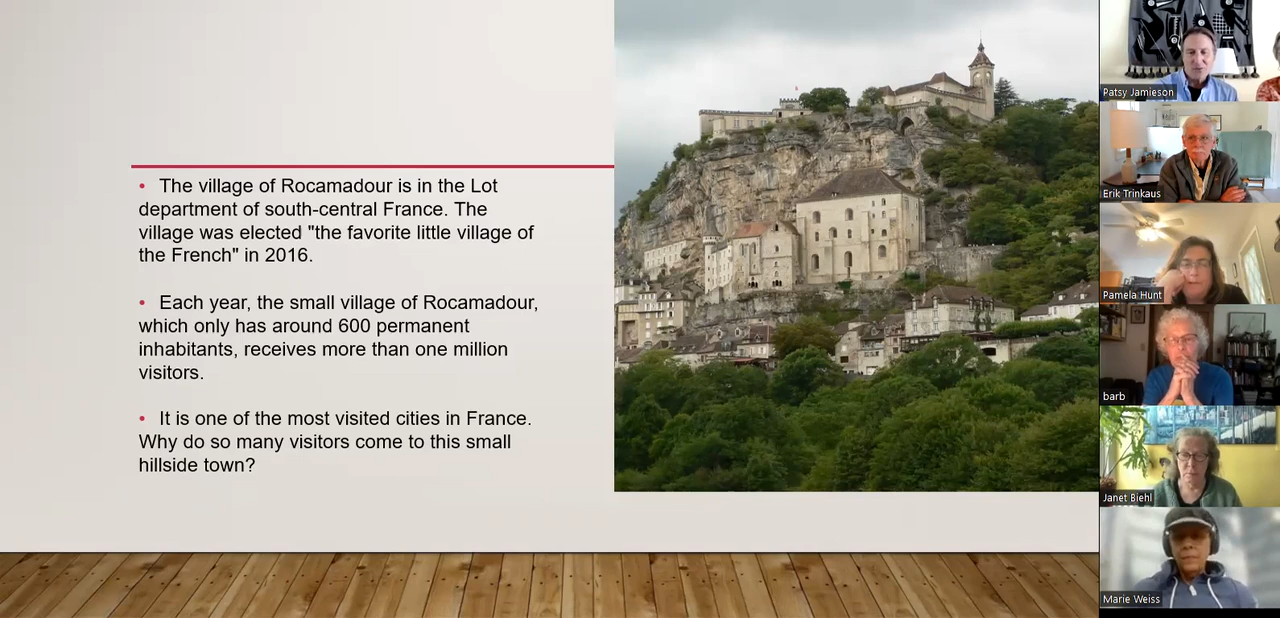 • The village of Rocamadour is in the Lot
department of south-central France. The
village was elected "the favorite little village of
the French" in 2016.
• Each year, the small village of Rocamadour,
which only has around 600 permanent
inhabitants, receives more than one million
visitors.
• It is one of the most visited cities in France.
Why do so many visitors come to this small
hillside town?
Patsy Jamieson
Erik Trinkaus
Pamela Hunt
barb
Janet Biehl
Marie Weiss